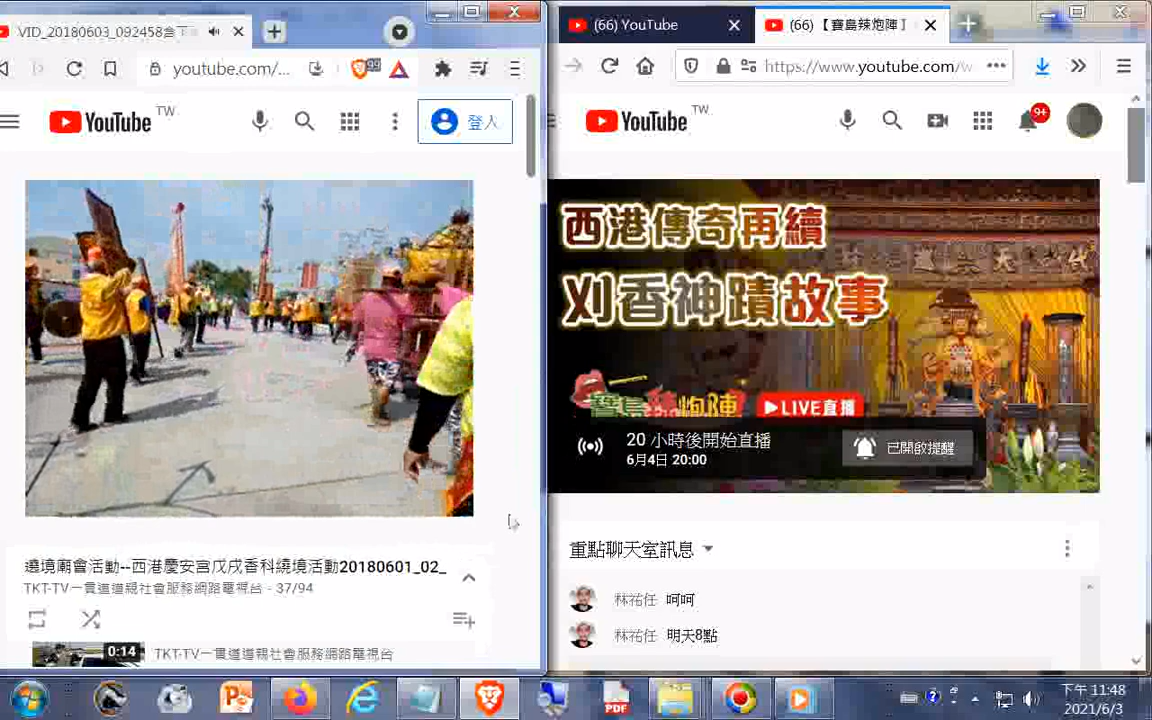 VID_20180603_092458
(66) YouTube
(66) 【寶島辣炮陣】
youtube.com/...
99
https://www.youtube.com/w
YouTube TW
登入
YouTube TW
9+
西港傳奇再續
刈香神蹟故事
寶島辣炮陣
LIVE直播
20 小時後開始直播
6月4日 20:00
已開啟提醒
遶境廟會活動--西港慶安宮戊戌香科繞境活動20180601_02_
TKT-TV一貫道道親社會服務網路電視台 - 37/94
0:14
TKT-TV一貫道道親社會服務網路電視台
重點聊天室訊息
林祐任 呵呵
林祐任 明天8點
PDF
下午 11:48
2021/6/3